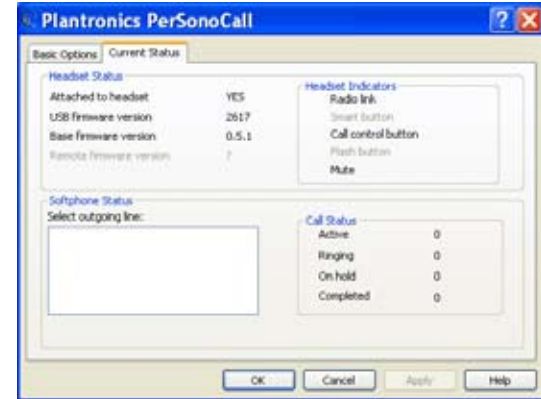 Plantronics PerSonoCall
Basic Options Current Status
Headset Status
Attached to headset YES
USB firmware version 2617
Base firmware version 0.5.1
Remote firmware version ?
Headset Indicators
Radio link
Smart button
Call control button
Flash button
Mute
Softphone Status
Select outgoing line:
Call Status
Active 0
Ringing 0
On hold 0
Completed 0
OK Cancel Apply Help